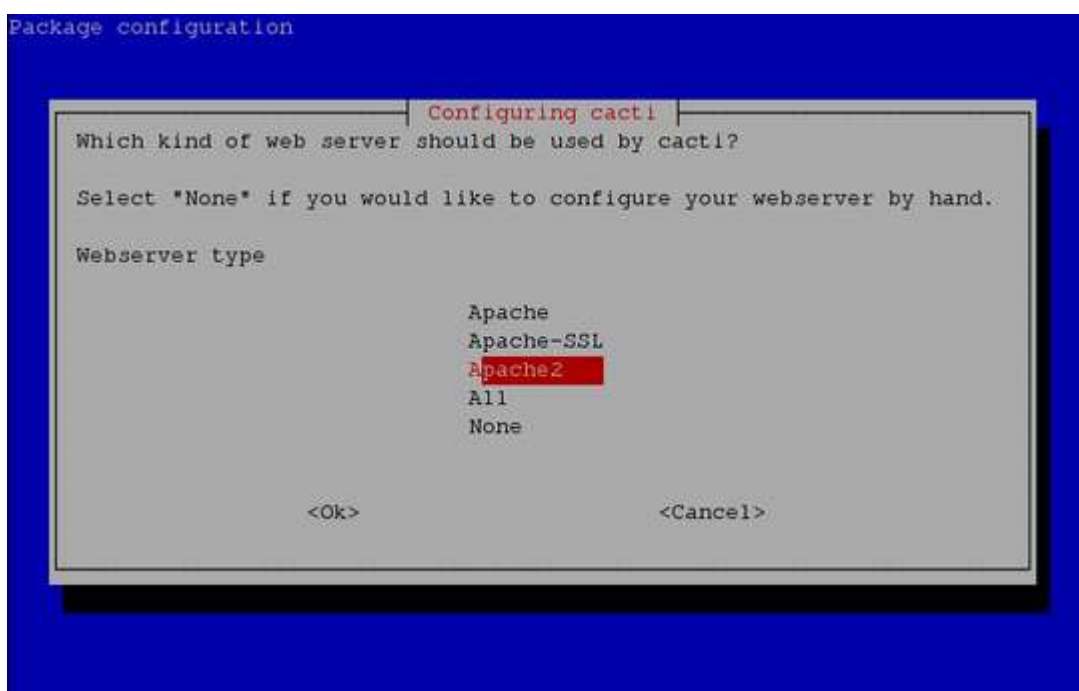 Package configuration
Configuring cacti
Which kind of web server should be used by cacti?
Select "None" if you would like to configure your webserver by hand.
Webserver type
Apache
Apache-SSL
Apache2
All
None
<Ok> <Cancel>